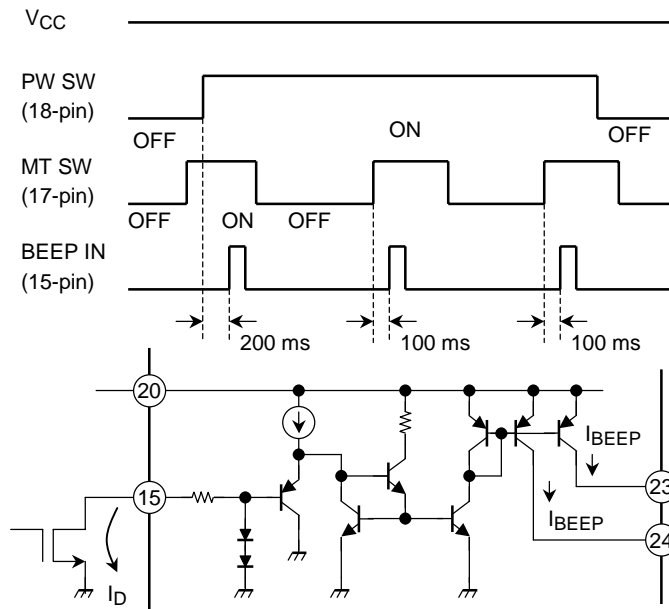 VCC
PW SW
(18-pin)
OFF
ON
OFF
MT SW
(17-pin)
OFF
ON
OFF
BEEP IN
(15-pin)
200 ms
100 ms
100 ms
20
15
ID
IBEEP
23
IBEEP
24